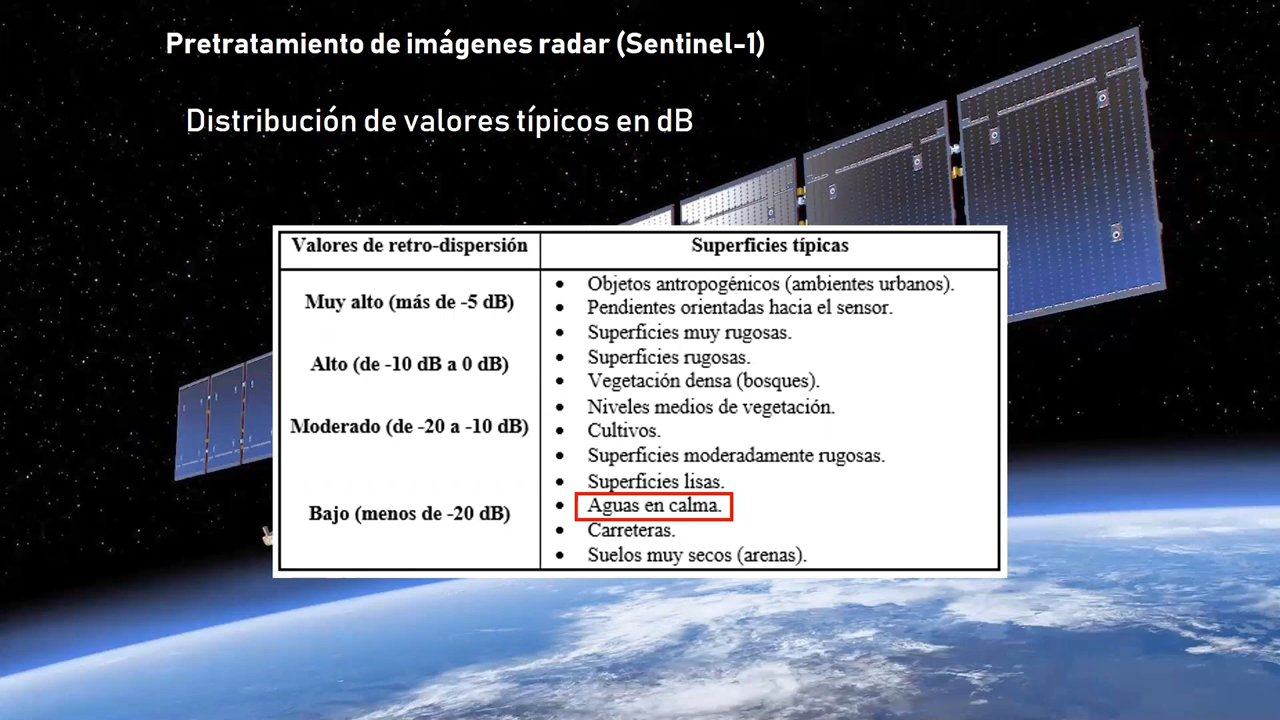 Pretratamiento de imágenes radar (Sentinel-1)
Distribución de valores típicos en dB
Valores de retro-dispersión
Superficies típicas
Muy alto (más de -5 dB)
• Objetos antropogénicos (ambientes urbanos).
• Pendientes orientadas hacia el sensor.
• Superficies muy rugosas.
Alto (de -10 dB a 0 dB)
• Superficies rugosas.
• Vegetación densa (bosques).
Moderado (de -20 a -10 dB)
• Niveles medios de vegetación.
• Cultivos.
• Superficies moderadamente rugosas.
Bajo (menos de -20 dB)
• Superficies lisas.
• Aguas en calma.
• Carreteras.
• Suelos muy secos (arenas).